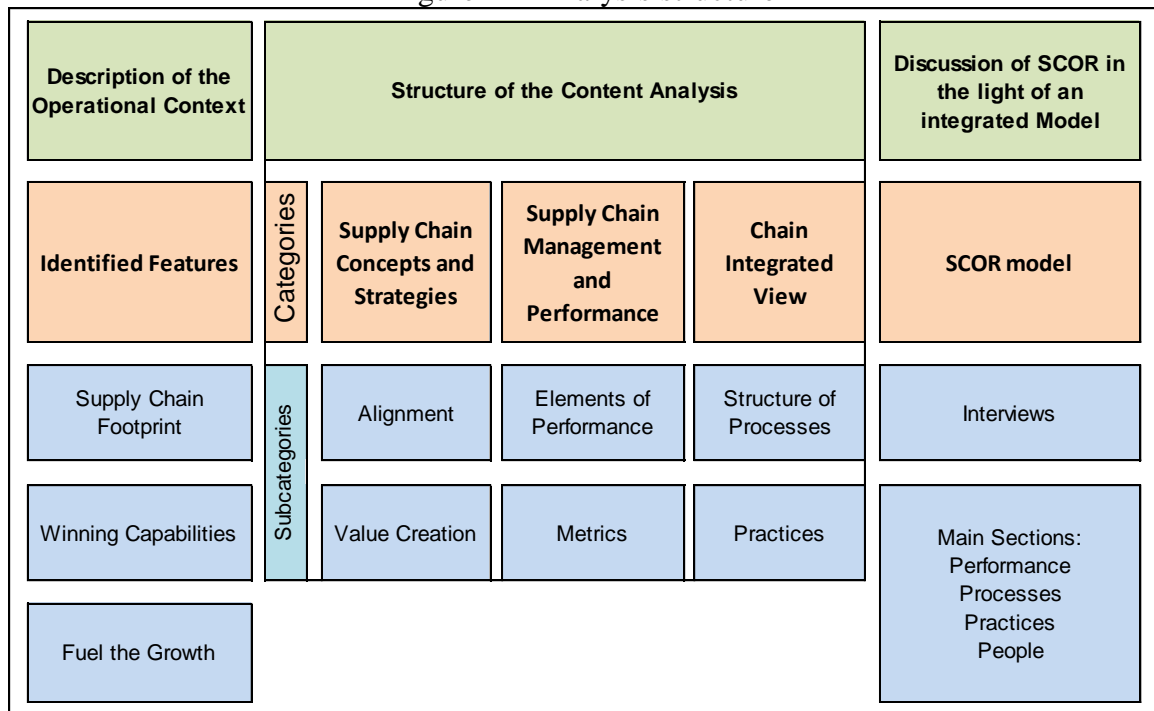 Description of the
Operational Context
Structure of the Content Analysis
Discussion of SCOR in
the light of an
integrated Model
Identified Features
Categories
Supply Chain
Concepts and
Strategies
Supply Chain
Management
and
Performance
Chain
Integrated
View
SCOR model
Supply Chain
Footprint
Subcategories
Alignment
Elements of
Performance
Structure of
Processes
Interviews
Winning Capabilities
Value Creation
Metrics
Practices
Main Sections:
Performance
Processes
Practices
People
Fuel the Growth